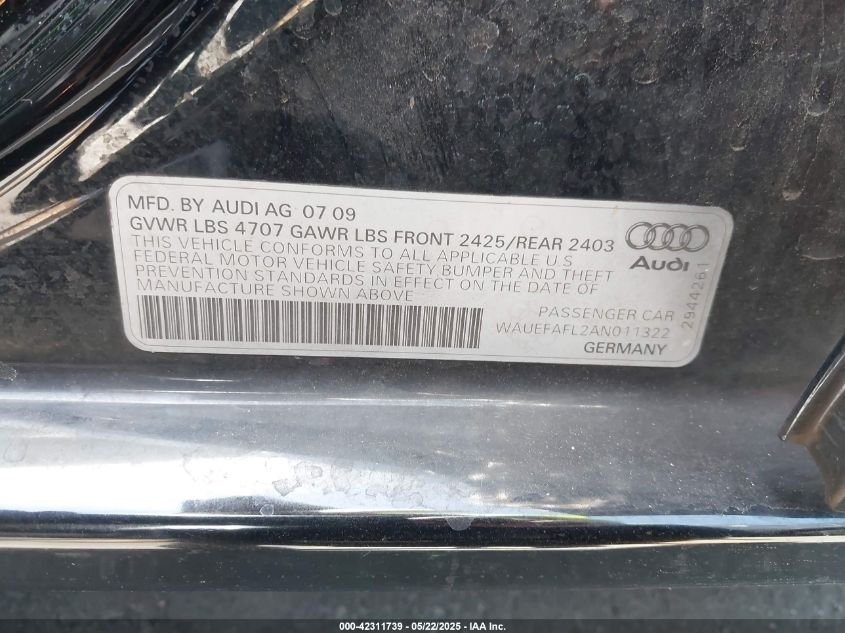 MFD. BY AUDI AG 07 09
GVWR LBS 4707 GAWR LBS FRONT 2425/REAR 2403
THIS VEHICLE CONFORMS TO ALL APPLICABLE U S
FEDERAL MOTOR VEHICLE SAFETY, BUMPER AND THEFT
PREVENTION STANDARDS IN EFFECT ON THE DATE OF
MANUFACTURE SHOWN ABOVE
Audi
2944261
PASSENGER CAR
WAUEFAFL2AN011322
GERMANY
000-42311739 - 05/22/2025 - IAA Inc.